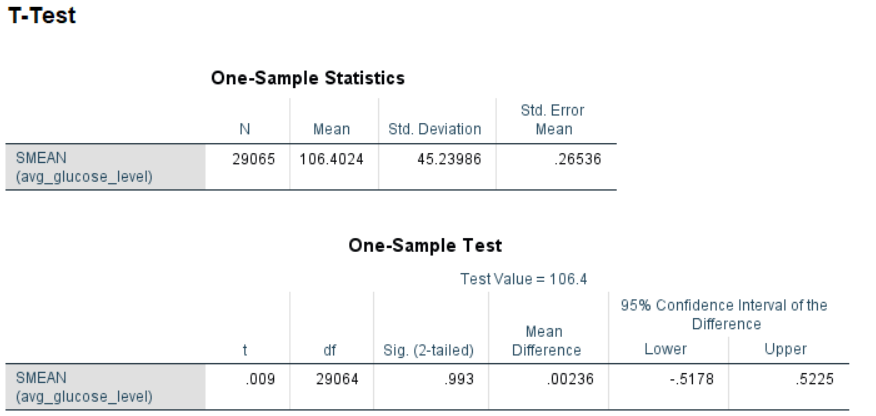 T-Test
One-Sample Statistics
N Mean Std. Deviation Std. Error Mean
SMEAN (avg_glucose_level) 29065 106.4024 45.23986 .26536
One-Sample Test
Test Value = 106.4
t df Sig. (2-tailed) Mean Difference 95% Confidence Interval of the Difference
Lower Upper
SMEAN (avg_glucose_level) .009 29064 .993 .00236 -.5178 .5225